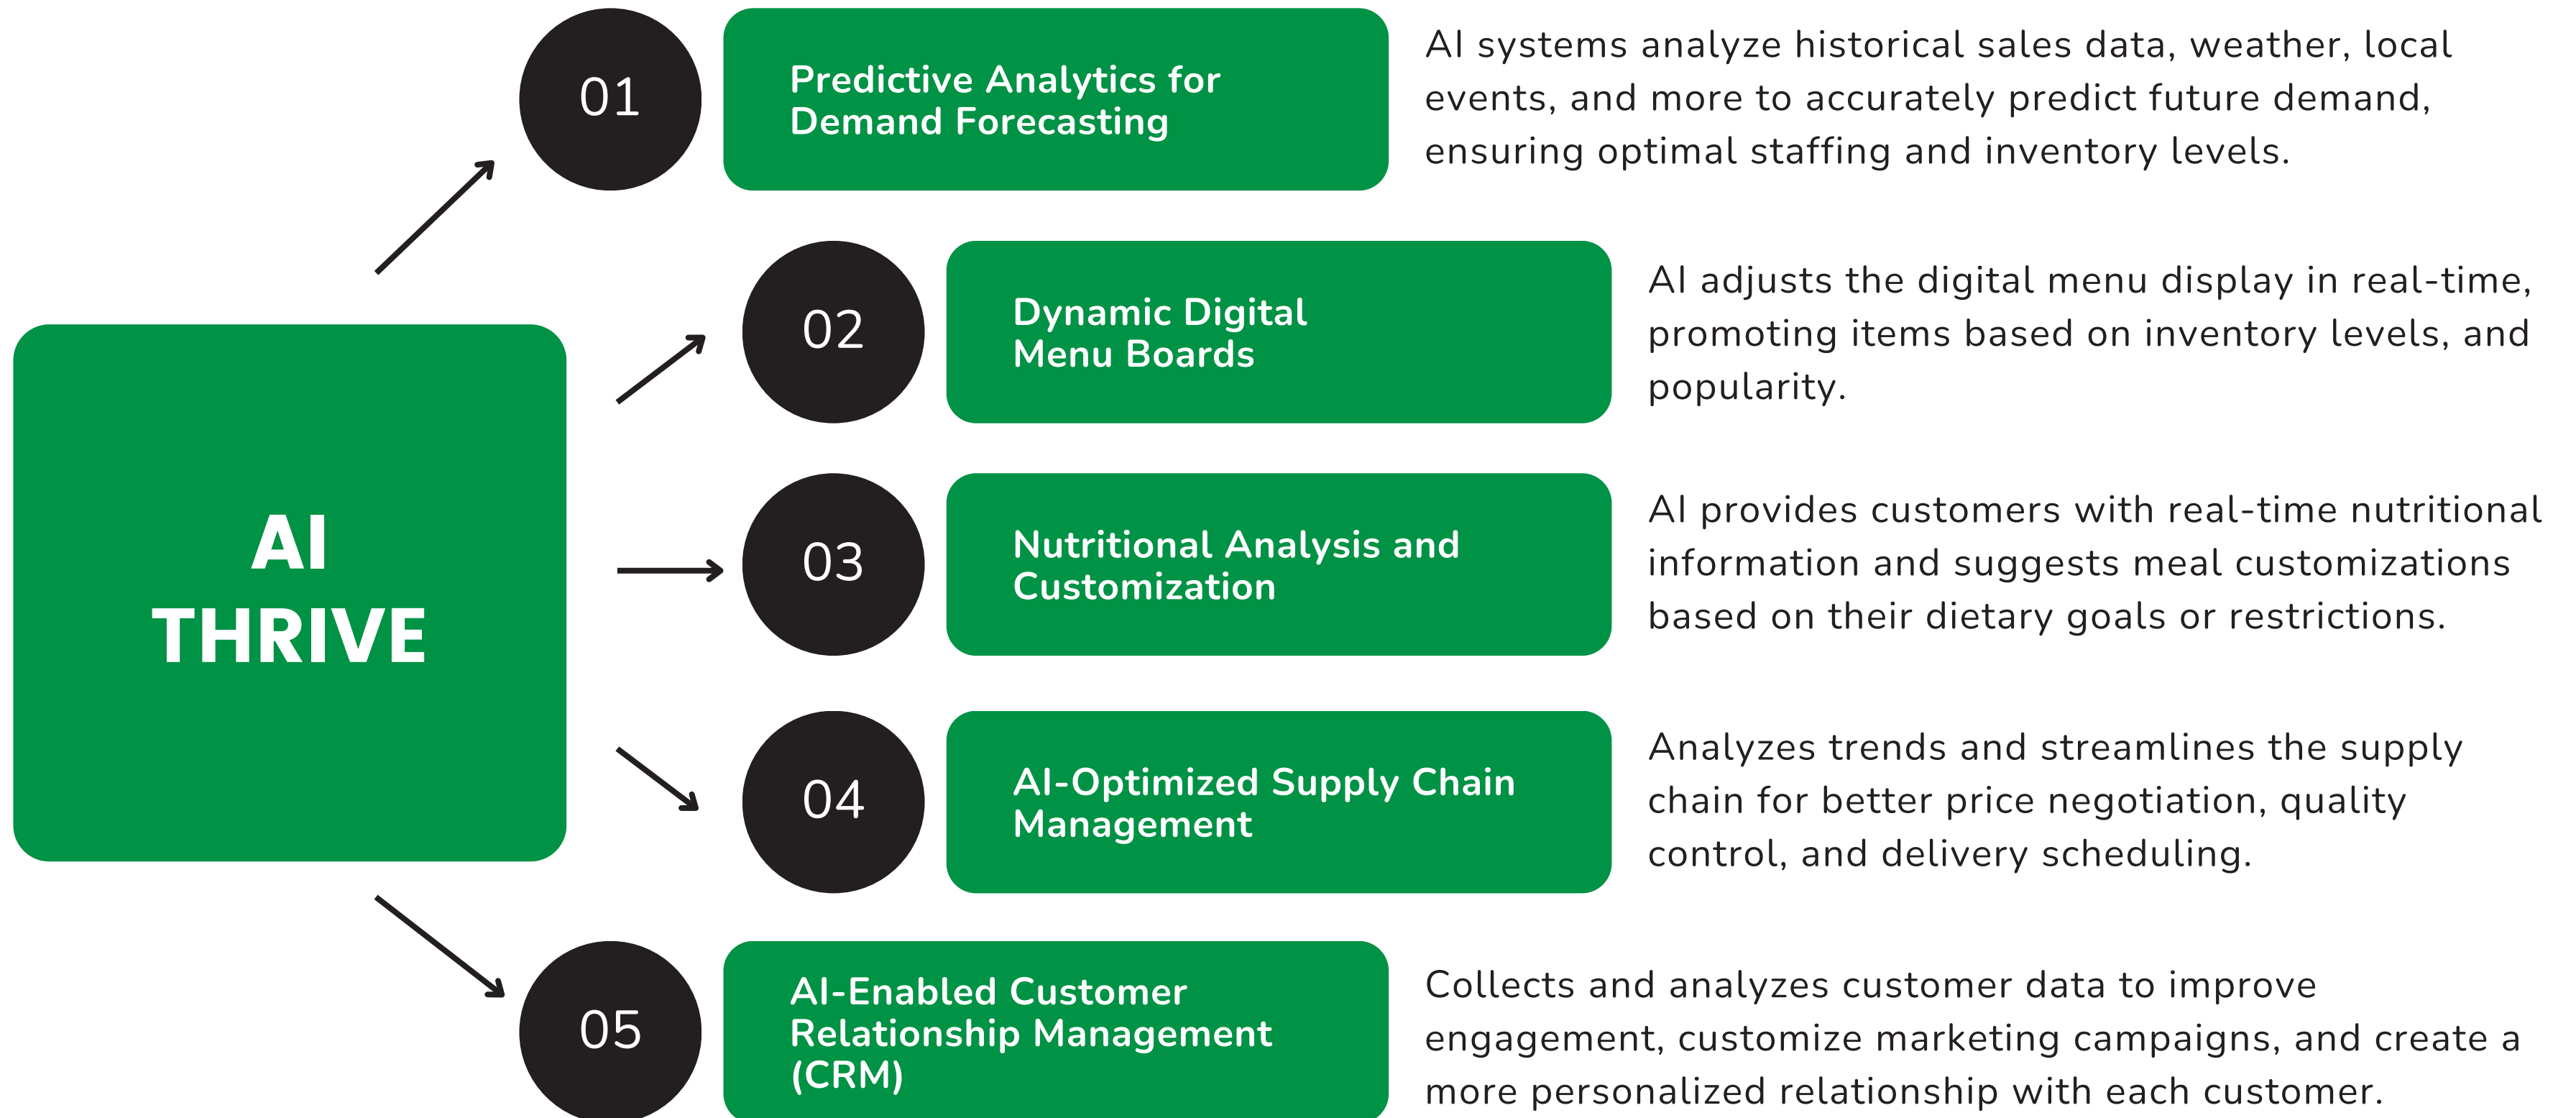 AI
THRIVE
01
Predictive Analytics for
Demand Forecasting
AI systems analyze historical sales data, weather, local
events, and more to accurately predict future demand,
ensuring optimal staffing and inventory levels.
02
Dynamic Digital
Menu Boards
AI adjusts the digital menu display in real-time,
promoting items based on inventory levels, and
popularity.
03
Nutritional Analysis and
Customization
AI provides customers with real-time nutritional
information and suggests meal customizations
based on their dietary goals or restrictions.
04
AI-Optimized Supply Chain
Management
Analyzes trends and streamlines the supply
chain for better price negotiation, quality
control, and delivery scheduling.
05
AI-Enabled Customer
Relationship Management
(CRM)
Collects and analyzes customer data to improve
engagement, customize marketing campaigns, and create a
more personalized relationship with each customer.